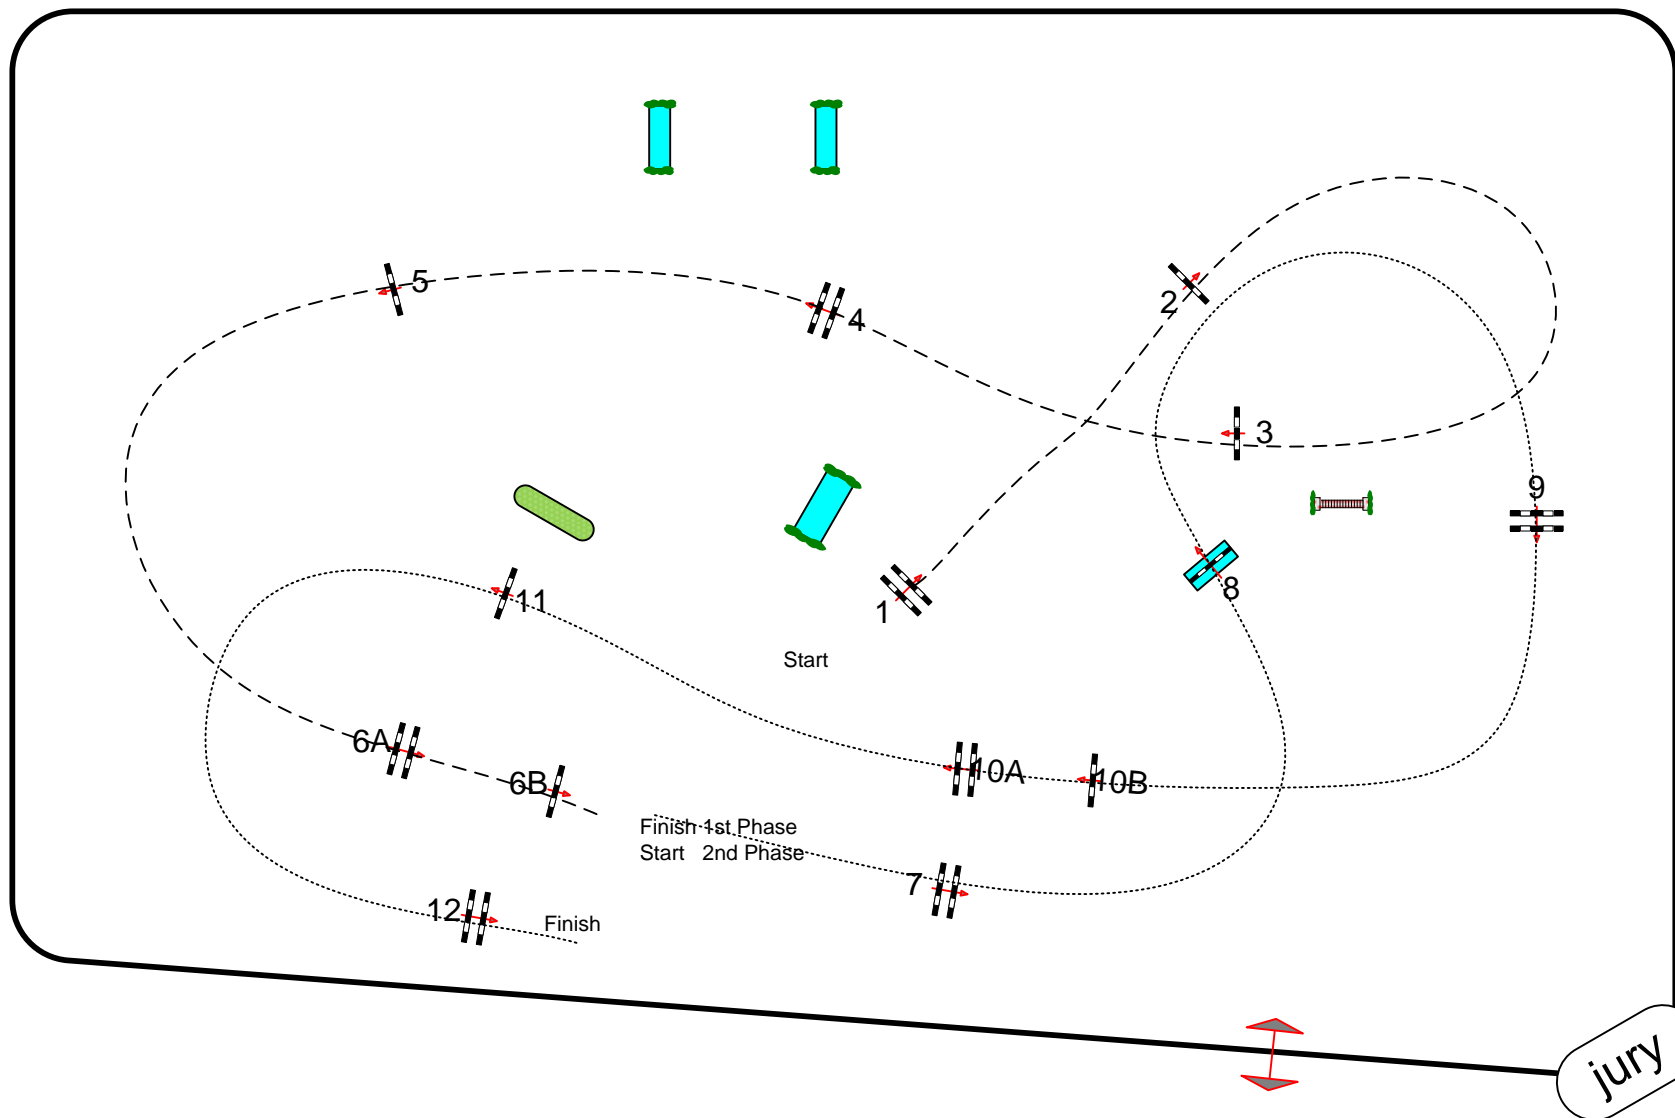 5
4
2
3
9
8
1
11
Start
6A
10A
10B
6B
Finish 1st Phase
Start 2nd Phase
7
12
Finish
jury